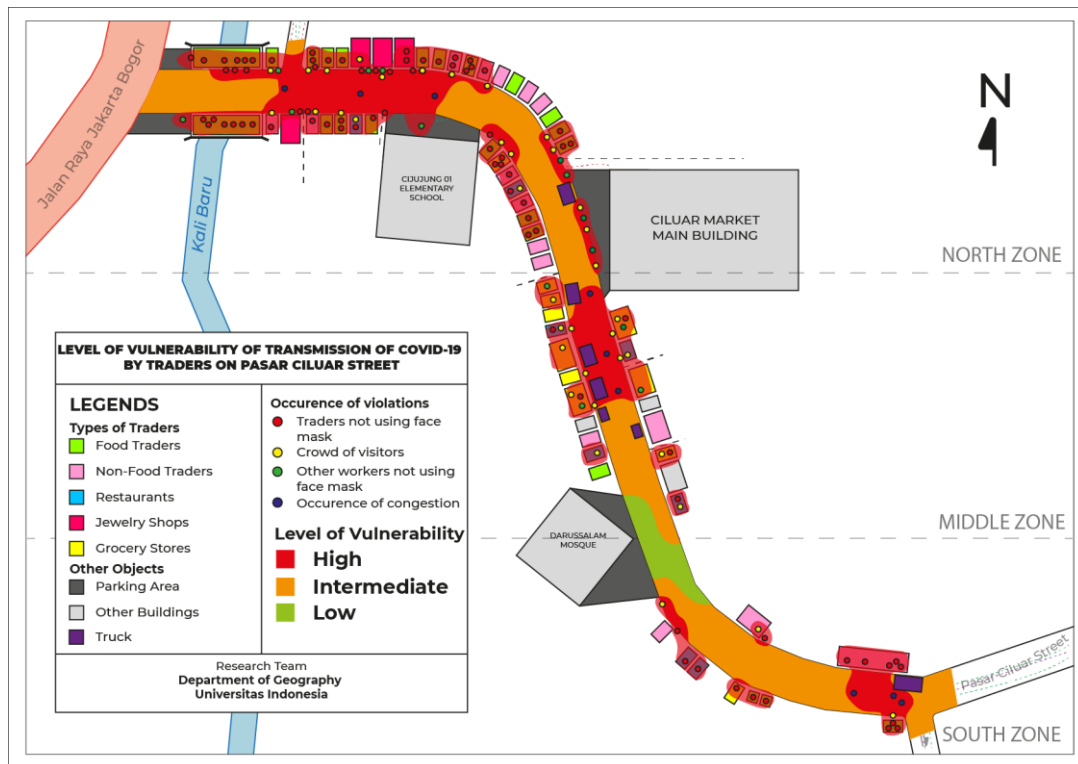 Jalan Raya Jakarta Bogor
Kali Baru
CIJUJUNG 01
ELEMENTARY
SCHOOL
CILUAR MARKET
MAIN BUILDING
N
NORTH ZONE
LEVEL OF VULNERABILITY OF TRANSMISSION OF COVID-19
BY TRADERS ON PASAR CILUAR STREET
LEGENDS
Types of Traders
Food Traders
Non-Food Traders
Restaurants
Jewelry Shops
Grocery Stores
Other Objects
Parking Area
Other Buildings
Truck
Occurence of violations
Traders not using face
mask
Crowd of visitors
Other workers not using
face mask
Occurence of congestion
Level of Vulnerability
High
Intermediate
Low
Research Team
Department of Geography
Universitas Indonesia
DARUSSALAM
MOSQUE
MIDDLE ZONE
Pasar Ciluar Street
SOUTH ZONE